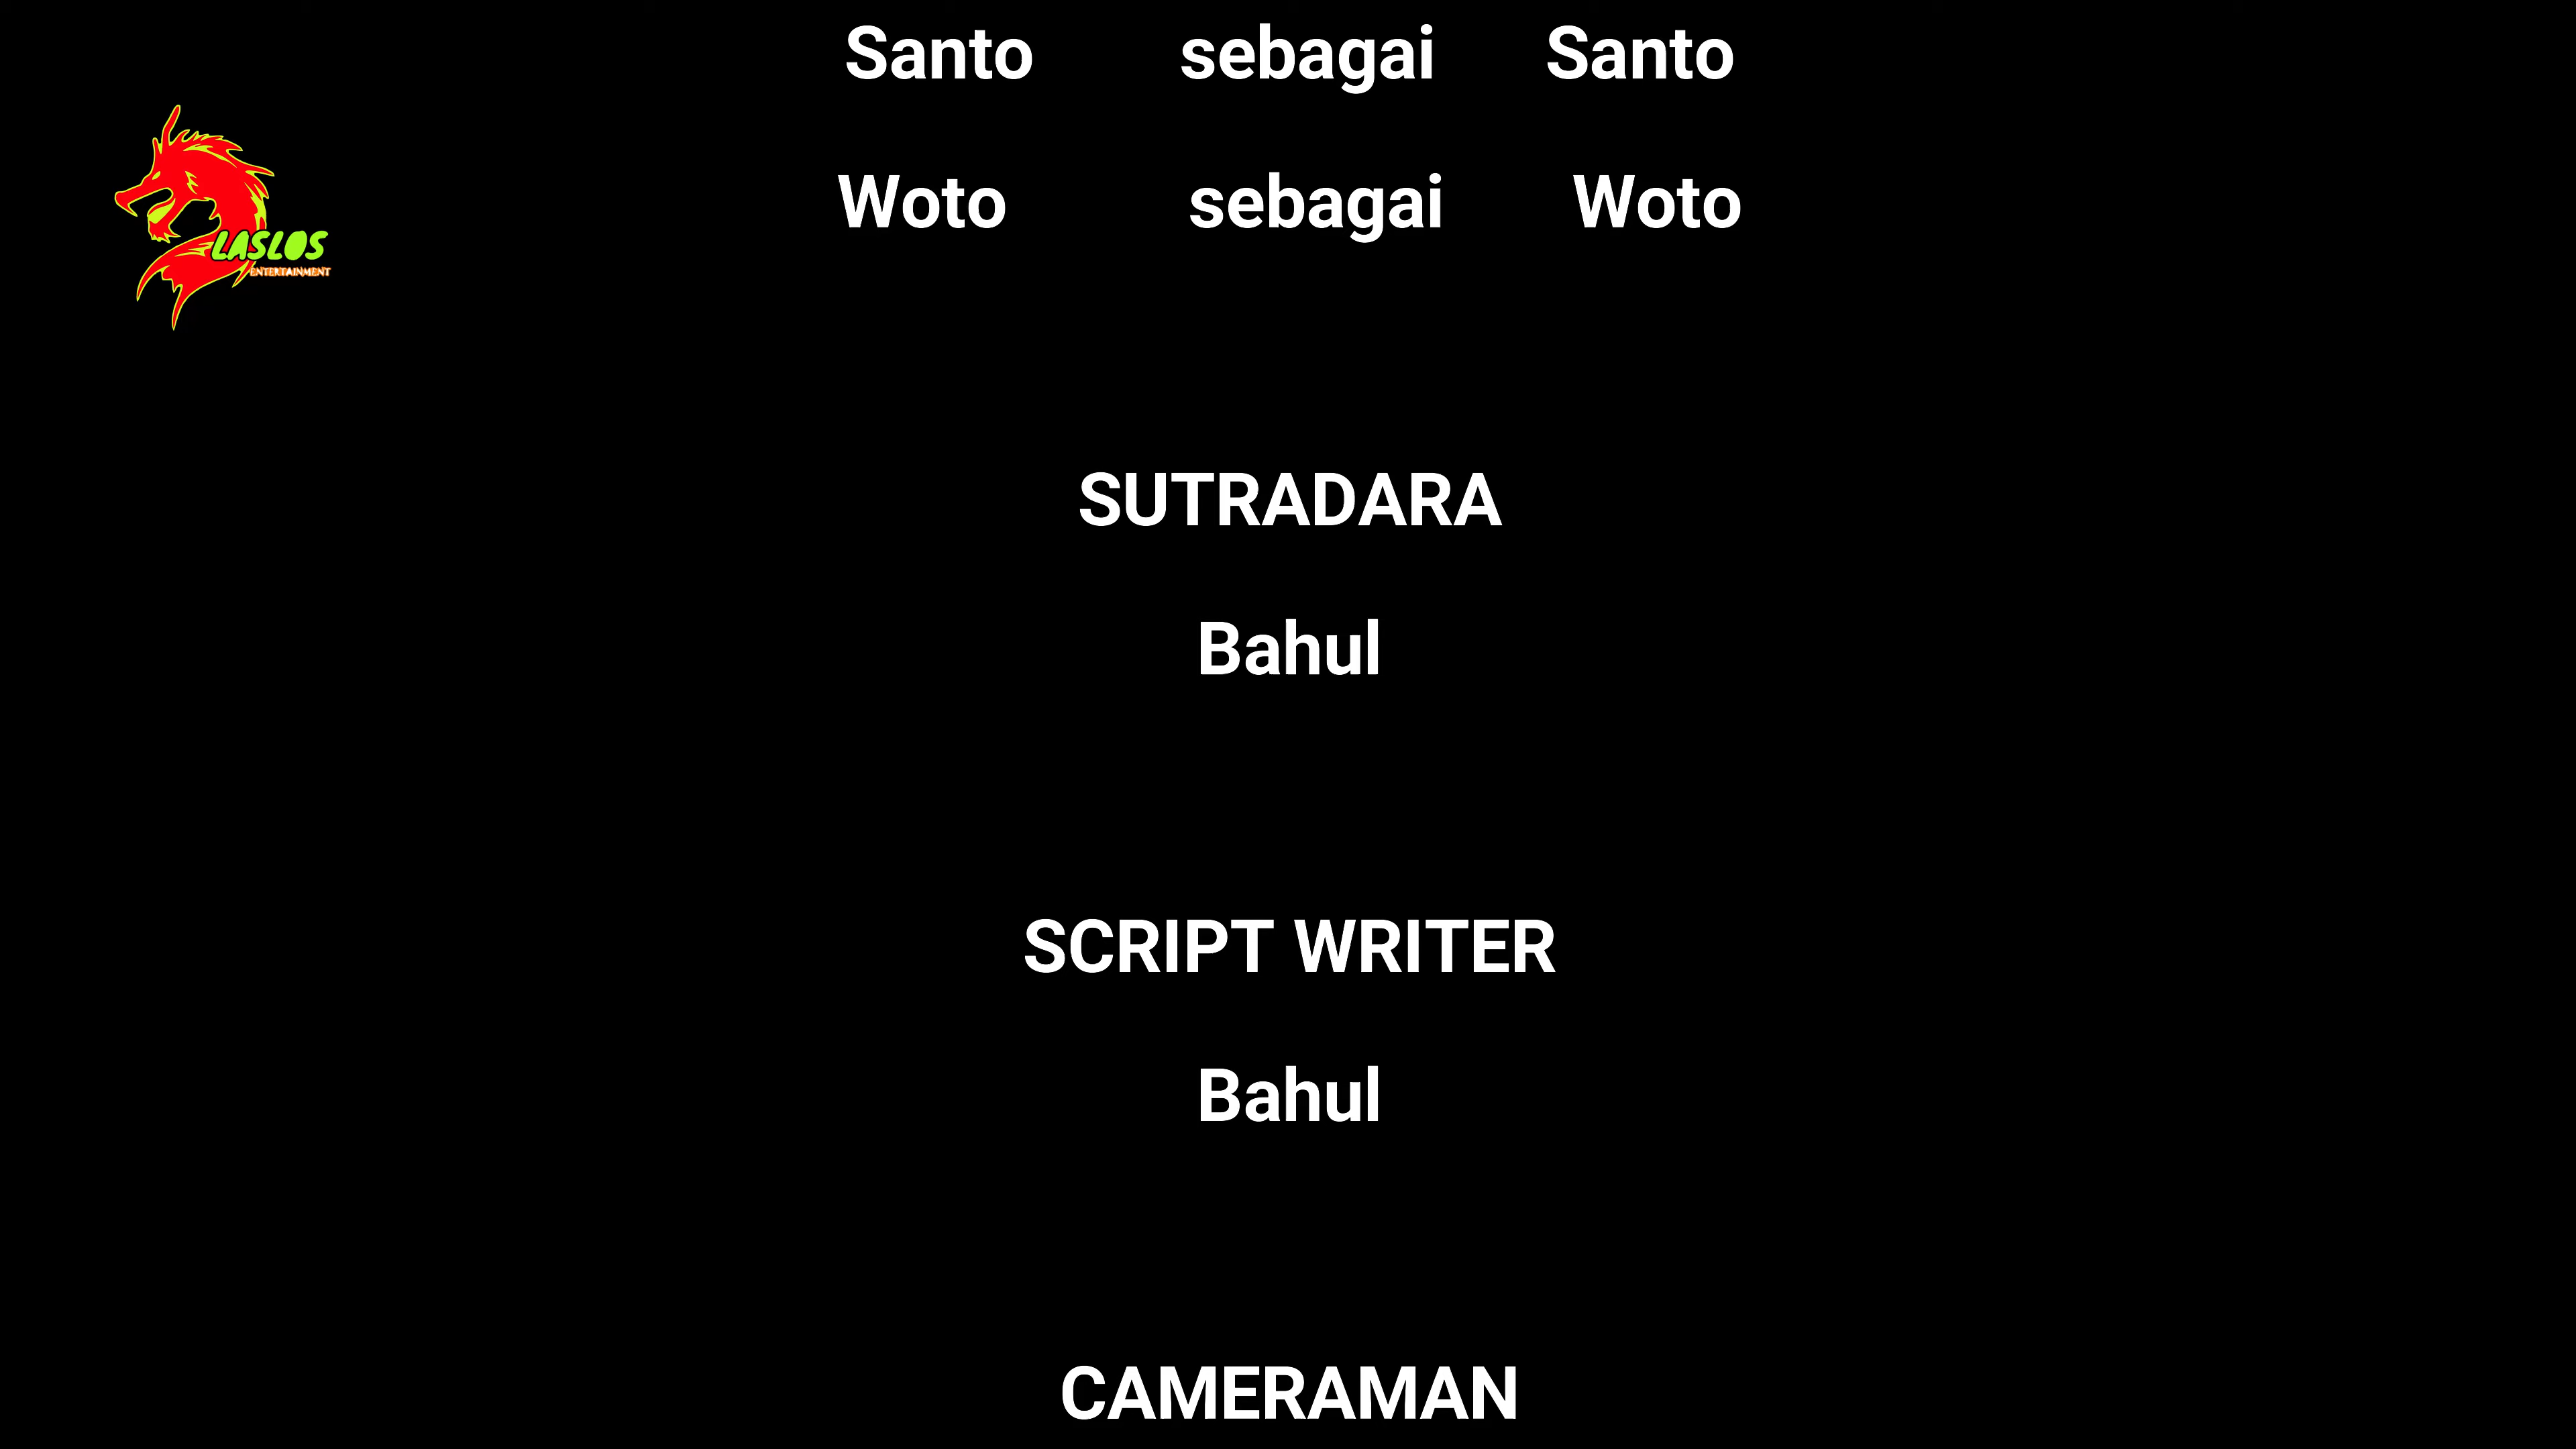 Santo sebagai Santo
Woto sebagai Woto
LASLOS
ENTERTAINMENT
SUTRADARA
Bahul
SCRIPT WRITER
Bahul
CAMERAMAN